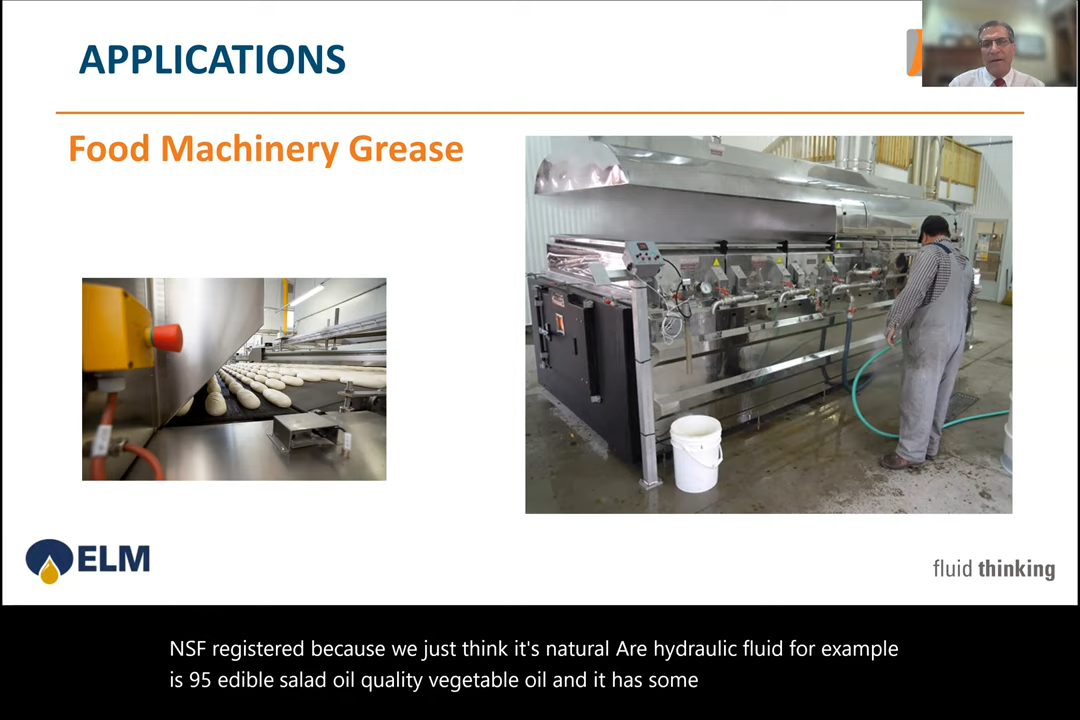 APPLICATIONS
Food Machinery Grease
ELM
fluid thinking
NSF registered because we just think it's natural Are hydraulic fluid for example
is 95 edible salad oil quality vegetable oil and it has some